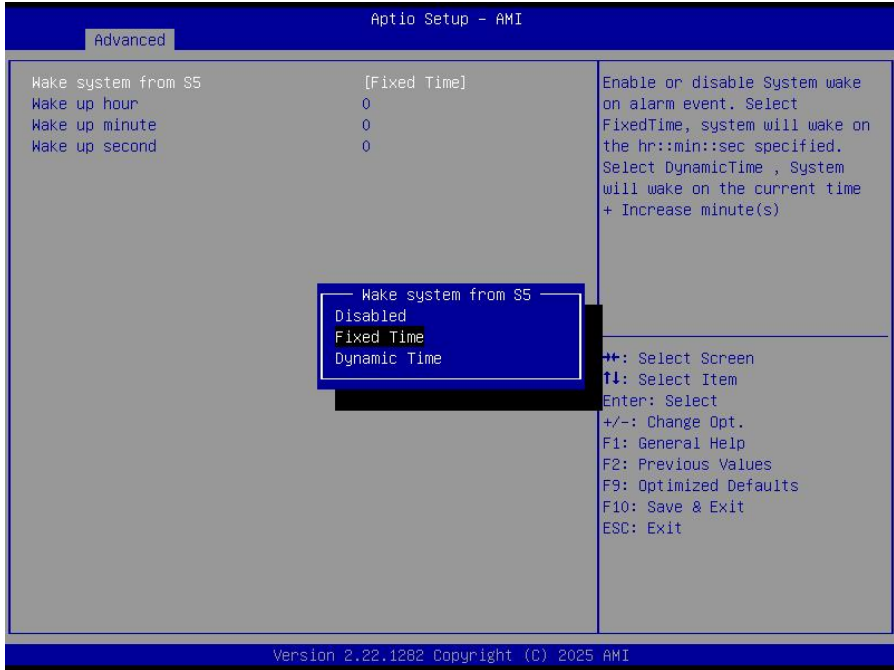 Aptio Setup - AMI
Advanced
Wake system from S5 [Fixed Time]
Wake up hour 0
Wake up minute 0
Wake up second 0
Enable or disable System wake
on alarm event. Select
FixedTime, system will wake on
the hr::min::sec specified.
Select DynamicTime , System
will wake on the current time
+ Increase minute(s)
Wake system from S5
Disabled
Fixed Time
Dynamic Time
→←: Select Screen
↑↓: Select Item
Enter: Select
+/-: Change Opt.
F1: General Help
F2: Previous Values
F9: Optimized Defaults
F10: Save & Exit
ESC: Exit
Version 2.22.1282 Copyright (C) 2025 AMI